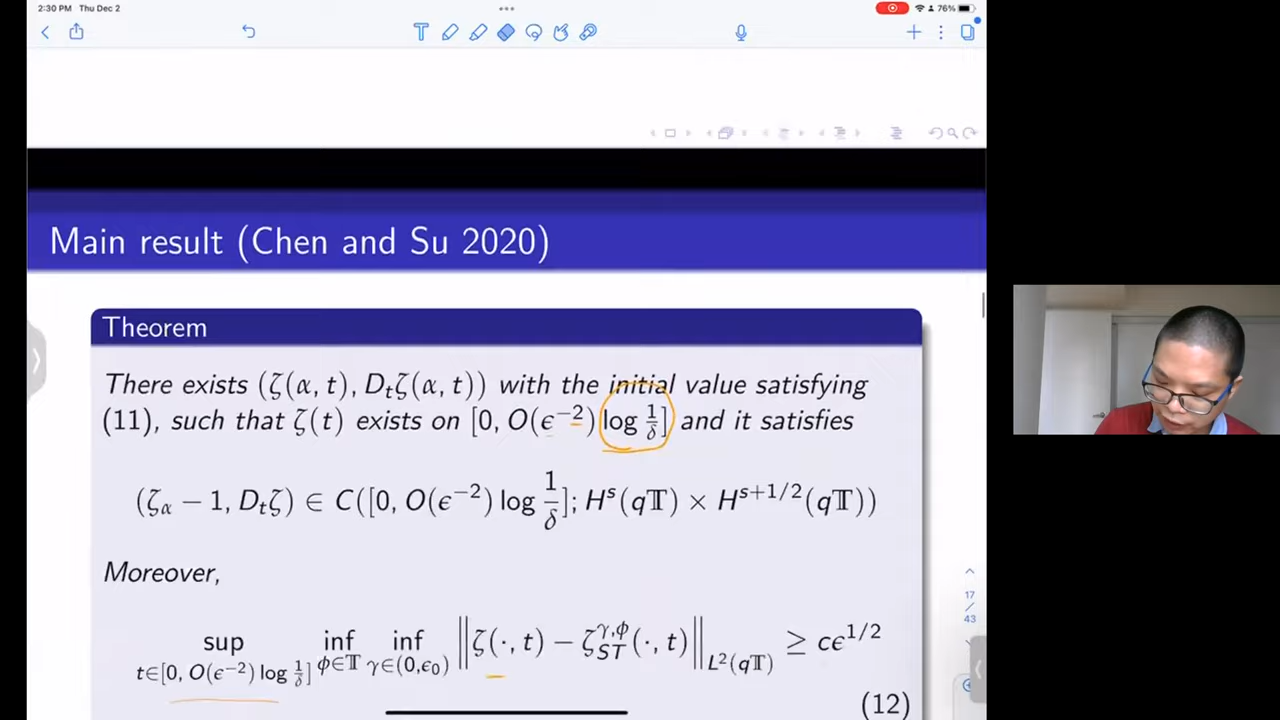 2:30 PM Thu Dec 2
76%
Main result (Chen and Su 2020)
Theorem
There exists (ζ(α, t), D_tζ(α, t)) with the initial value satisfying
(11), such that ζ(t) exists on [0, O(ϵ^{-2}) log 1/δ] and it satisfies
(ζ_α − 1, D_tζ) ∈ C([0, O(ϵ^{-2}) log 1/δ]; H^s(q𝕋) × H^{s+1/2}(q𝕋))
Moreover,
sup_{t∈[0, O(ϵ^{-2}) log 1/δ]} inf_{ϕ∈𝕋} inf_{γ∈(0,ϵ_0)} ‖ζ(·, t) − ζ_{ST}^{γ,ϕ}(·, t)‖_{L^2(q𝕋)} ≥ cϵ^{1/2}
(12)
17
/
43